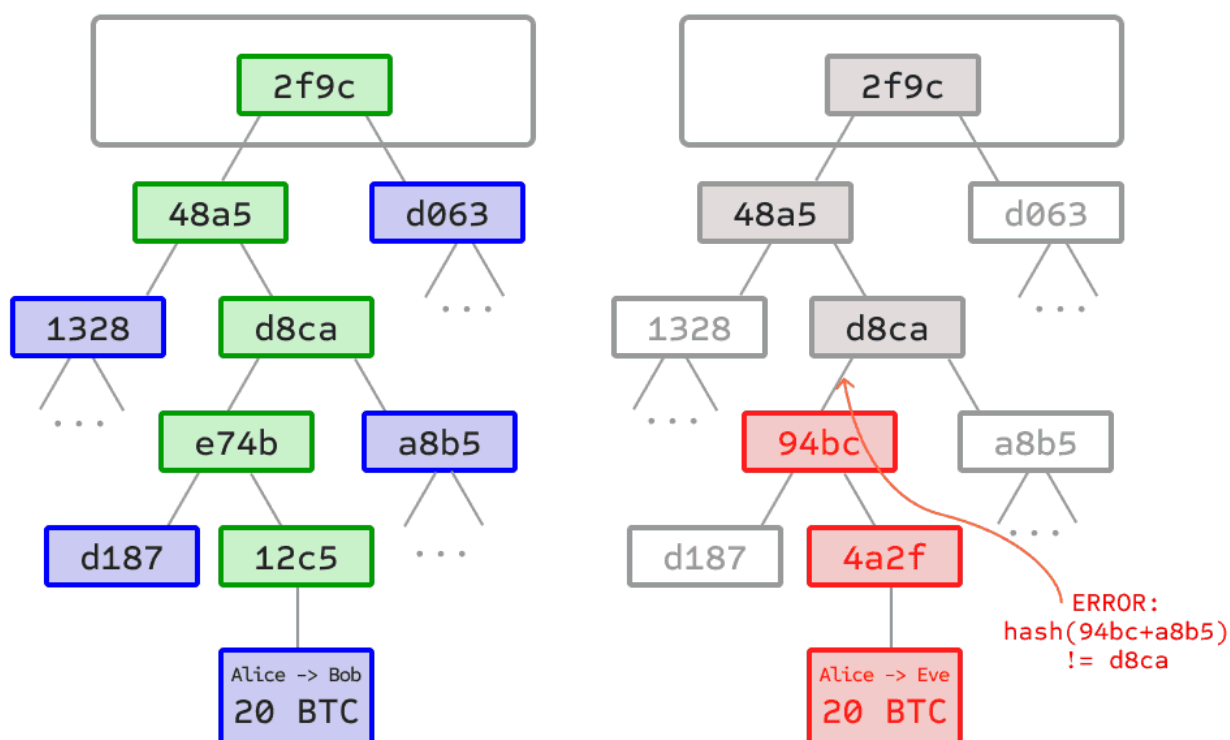 2f9c
48a5
d063
1328
d8ca
...
...
e74b
a8b5
d187
12c5
...
Alice -> Bob
20 BTC
2f9c
48a5
d063
1328
d8ca
...
...
94bc
a8b5
d187
4a2f
...
ERROR:
hash(94bc+a8b5)
!= d8ca
Alice -> Eve
20 BTC